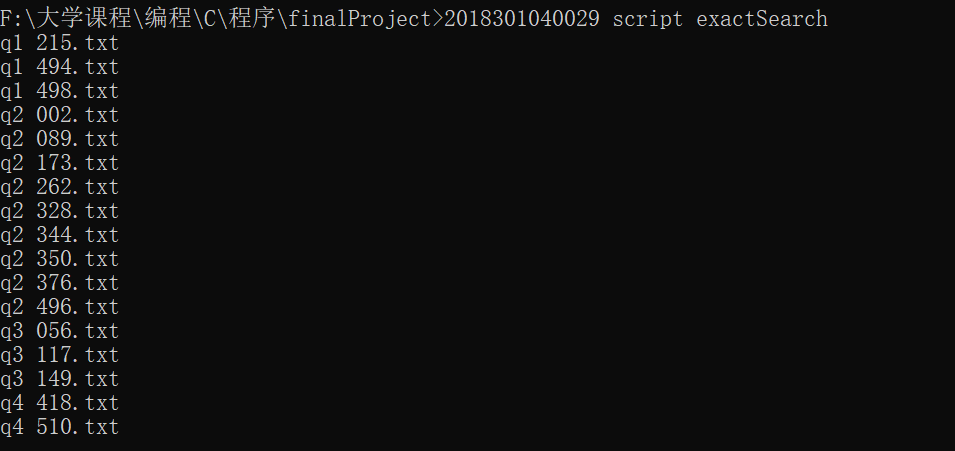 F:\大学课程\编程\C\程序\finalProject>2018301040029 script exactSearch
q1 215.txt
q1 494.txt
q1 498.txt
q2 002.txt
q2 089.txt
q2 173.txt
q2 262.txt
q2 328.txt
q2 344.txt
q2 350.txt
q2 376.txt
q2 496.txt
q3 056.txt
q3 117.txt
q3 149.txt
q4 418.txt
q4 510.txt